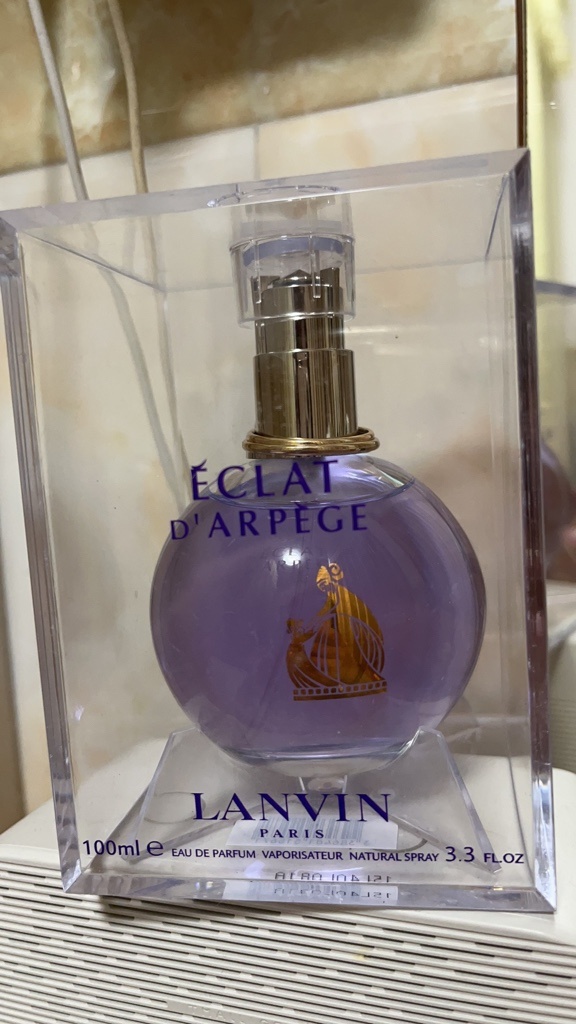 ÉCLAT
D'ARPÈGE
LANVIN
PARIS
100ml e EAU DE PARFUM VAPORISATEUR NATURAL SPRAY 3.3 FL.OZ